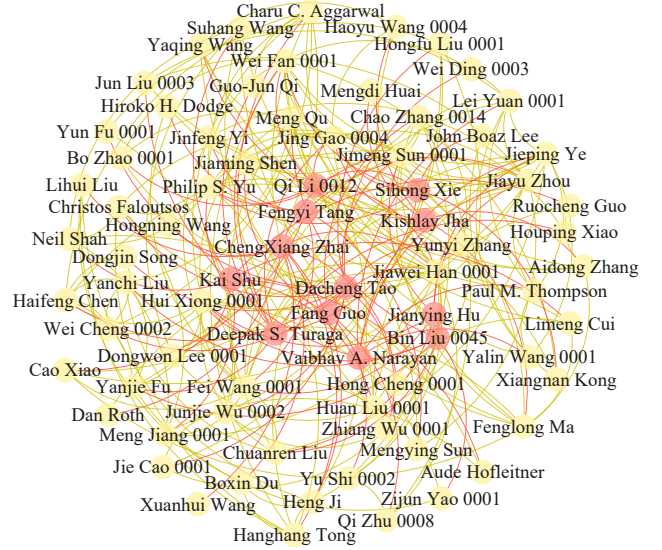 Charu C. Aggarwal
Suhang Wang
Haoyu Wang 0004
Yaqing Wang
Hongfu Liu 0001
Wei Fan 0001
Wei Ding 0003
Jun Liu 0003
Guo-Jun Qi
Mengdi Huai
Hiroko H. Dodge
Lei Yuan 0001
Meng Qu
Chao Zhang 0014
Yun Fu 0001
Jinfeng Yi
Jing Gao 0004
John Boaz Lee
Bo Zhao 0001
Jiaming Shen
Jimeng Sun 0001
Jieping Ye
Lihui Liu
Philip S. Yu
Qi Li 0012
Sihong Xie
Jiayu Zhou
Christos Faloutsos
Fengyi Tang
Kishlay Jha
Ruocheng Guo
Hongning Wang
Houping Xiao
Neil Shah
ChengXiang Zhai
Yunyi Zhang
Dongjin Song
Aidong Zhang
Yanchi Liu
Kai Shu
Jiawei Han 0001
Dacheng Tao
Paul M. Thompson
Haifeng Chen
Hui Xiong 0001
Fang Guo
Jianying Hu
Limeng Cui
Wei Cheng 0002
Deepak S. Turaga
Bin Liu 0045
Dongwon Lee 0001
Vaibhav A. Narayan
Yalin Wang 0001
Cao Xiao
Yanjie Fu
Fei Wang 0001
Hong Cheng 0001
Xiangnan Kong
Dan Roth
Junjie Wu 0002
Huan Liu 0001
Meng Jiang 0001
Zhiang Wu 0001
Fenglong Ma
Chuanren Liu
Mengying Sun
Jie Cao 0001
Boxin Du
Yu Shi 0002
Aude Hofleitner
Xuanhui Wang
Heng Ji
Zijun Yao 0001
Qi Zhu 0008
Hanghang Tong